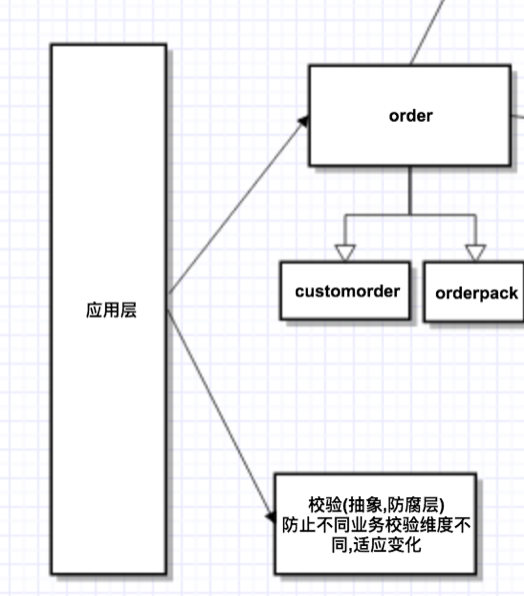 order
customorder
orderpack
应用层
校验(抽象,防腐层)
防止不同业务校验维度不
同,适应变化